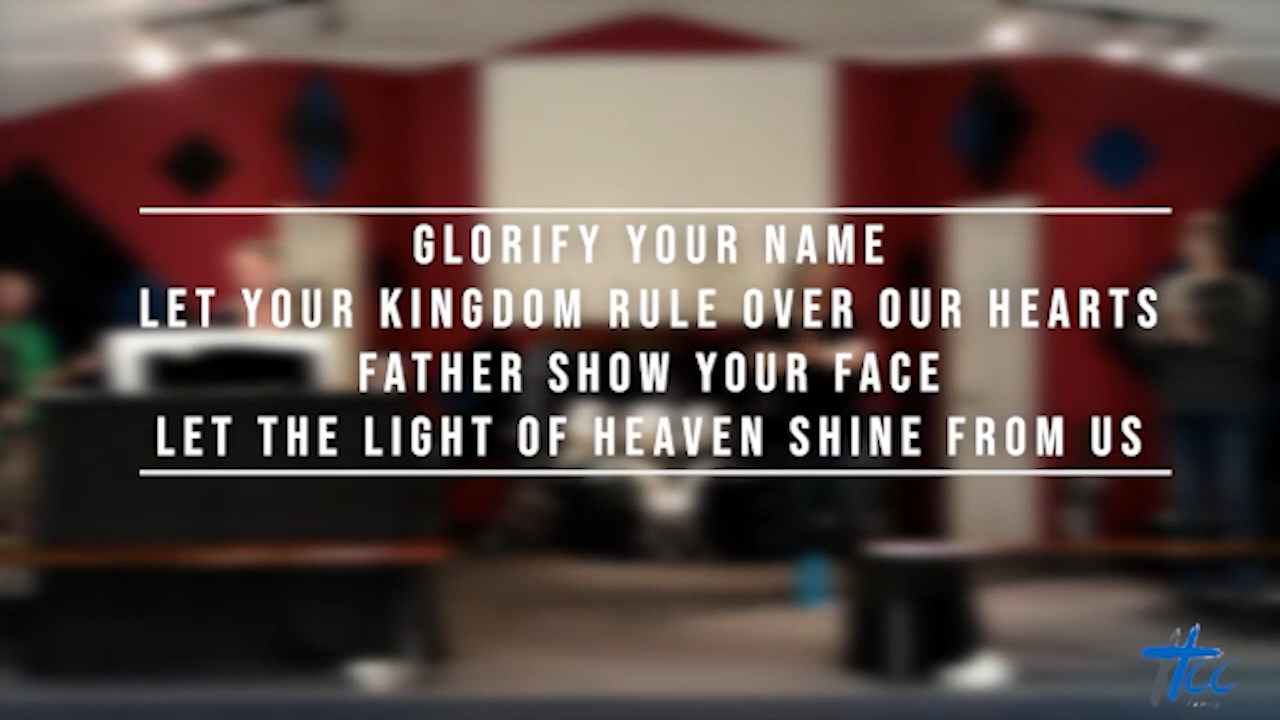 GLORIFY YOUR NAME
LET YOUR KINGDOM RULE OVER OUR HEARTS
FATHER SHOW YOUR FACE
LET THE LIGHT OF HEAVEN SHINE FROM US
tcc